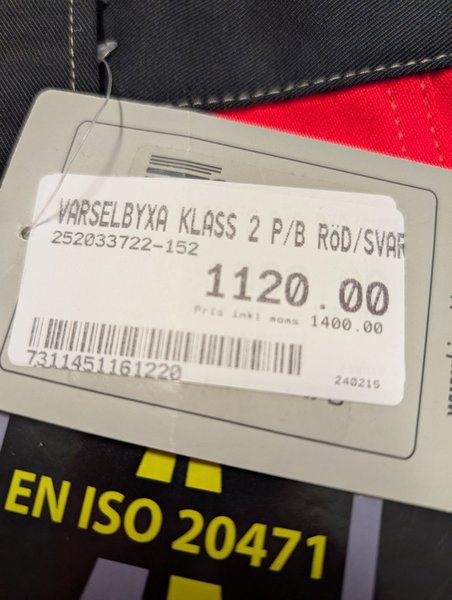 VARSELBYXA KLASS 2 P/B RöD/SVAR
252033722-152
1120.00
Pris inkl moms 1400.00
7311451161220
240215
EN ISO 20471